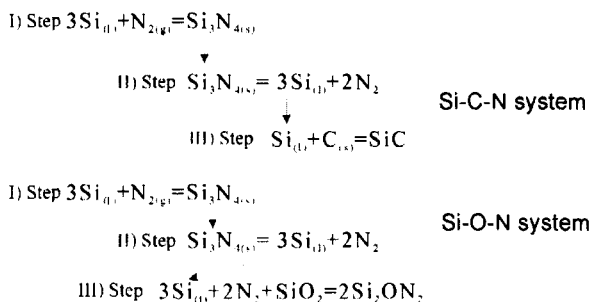 I) Step 3Si(l)+N2(g)=Si3N4(s)
II) Step Si3N4(s)= 3Si(l)+2N2
Si-C-N system
III) Step Si(l)+C(s)=SiC
I) Step 3Si(l)+N2(g)=Si3N4(s)
Si-O-N system
II) Step Si3N4(s)= 3Si(l)+2N2
III) Step 3Si(l)+2N2+SiO2=2Si2ON2